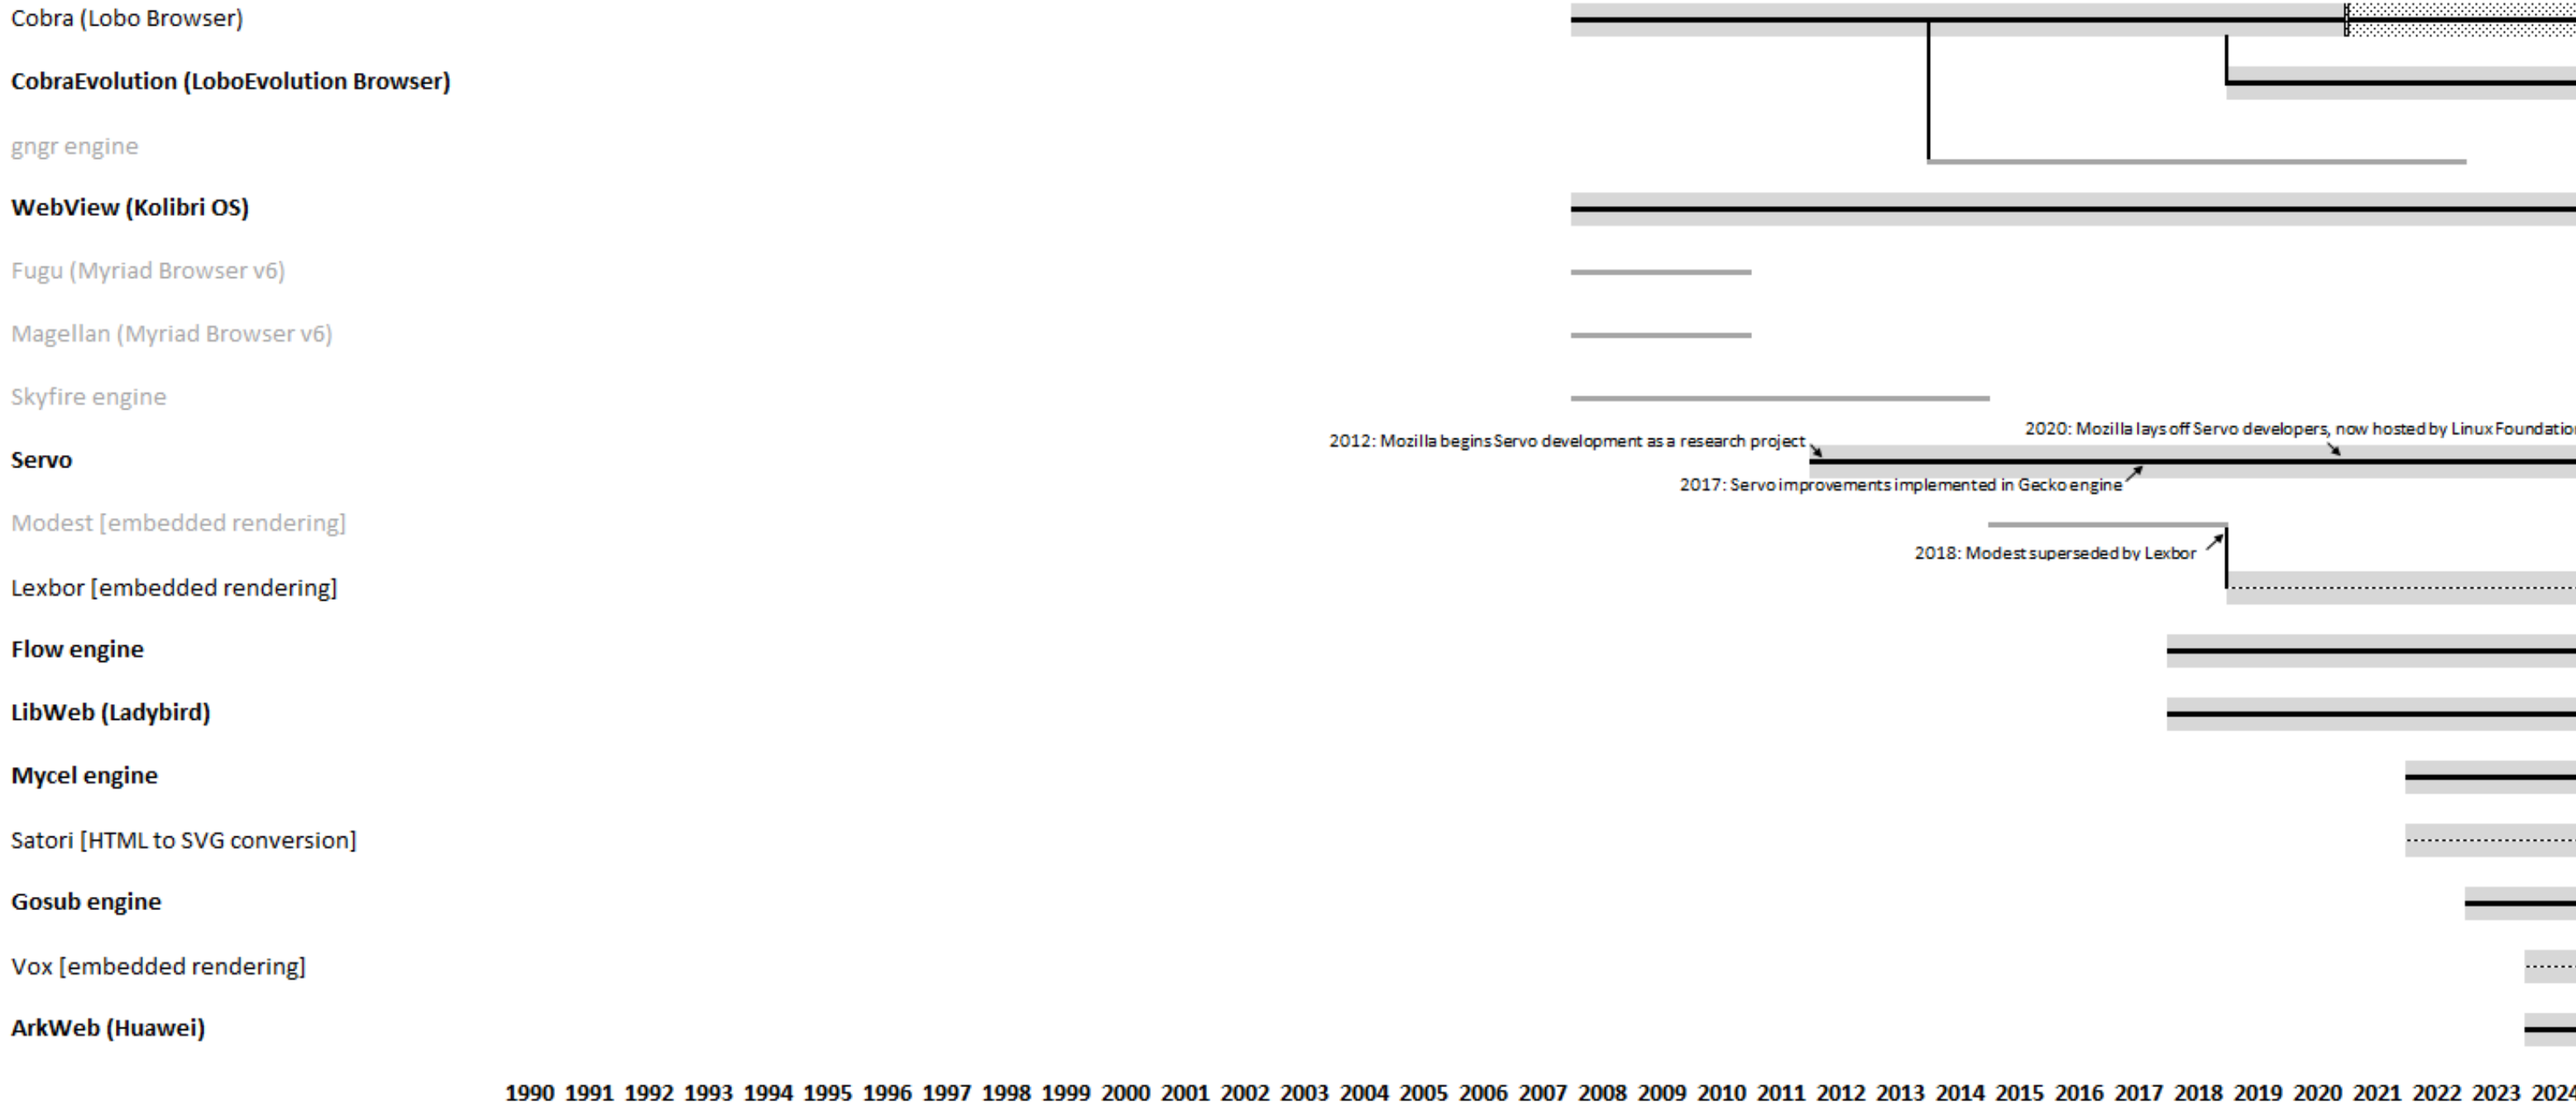 Cobra (Lobo Browser)
CobraEvolution (LoboEvolution Browser)
gngr engine
WebView (Kolibri OS)
Fugu (Myriad Browser v6)
Magellan (Myriad Browser v6)
Skyfire engine
2020: Mozilla lays off Servo developers, now hosted by Linux Foundatio
2012: Mozilla begins Servo development as a research project
Servo
2017: Servo improvements implemented in Gecko engine
Modest [embedded rendering]
2018: Modest superseded by Lexbor
Lexbor [embedded rendering]
Flow engine
LibWeb (Ladybird)
Mycel engine
Satori [HTML to SVG conversion]
Gosub engine
Vox [embedded rendering]
ArkWeb (Huawei)
1990 1991 1992 1993 1994 1995 1996 1997 1998 1999 2000 2001 2002 2003 2004 2005 2006 2007 2008 2009 2010 2011 2012 2013 2014 2015 2016 2017 2018 2019 2020 2021 2022 2023 2024